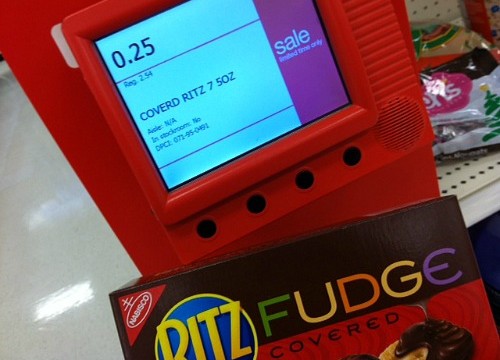 0.25
Reg. 2.54
sale
limited time only
COVERD RITZ 7 5OZ
Aisle: N/A
In stockroom: No
DPCI: 071-95-0491
NABISCO
RITZ
FUDGE
COVERED